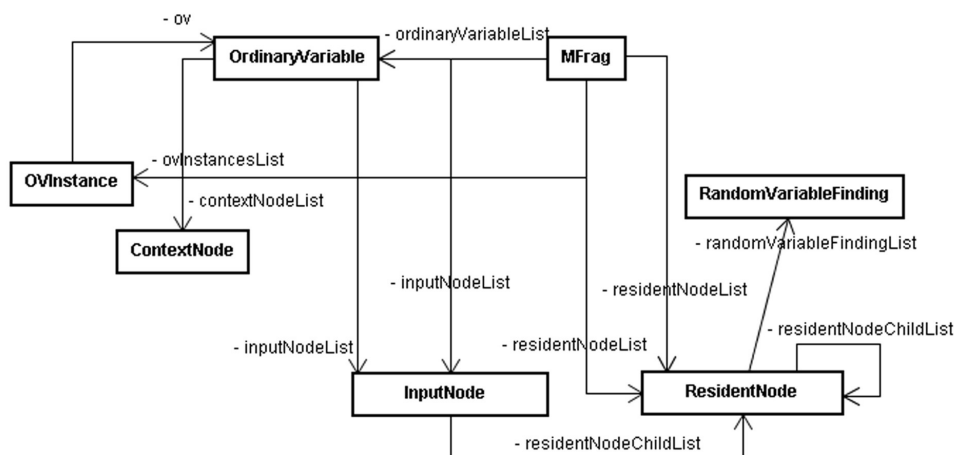 - ov
- ordinaryVariableList
OrdinaryVariable
MFrag
- ovInstancesList
OVInstance
RandomVariableFinding
- contextNodeList
ContextNode
- randomVariableFindingList
- inputNodeList
- residentNodeList
- residentNodeChildList
- inputNodeList
- residentNodeList
InputNode
ResidentNode
- residentNodeChildList